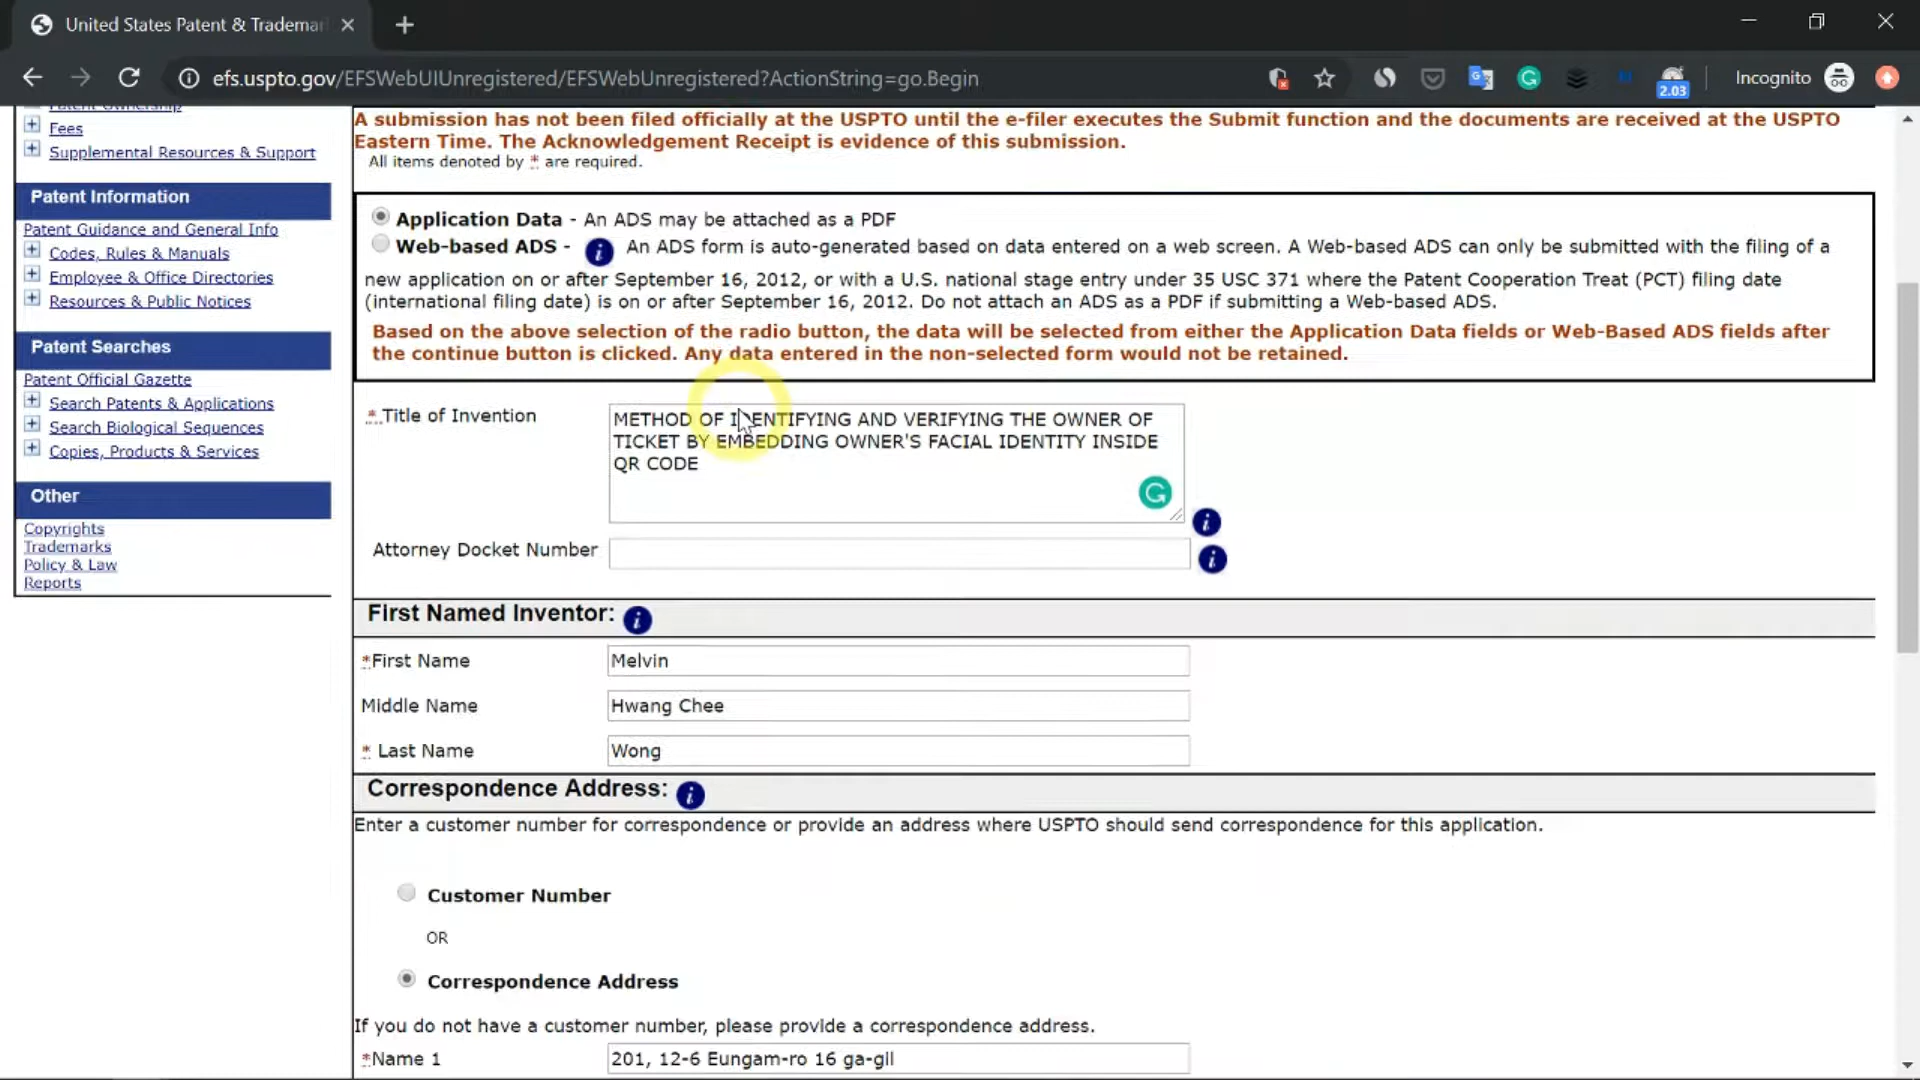 United States Patent & Tradema
efs.uspto.gov/EFSWebUIUnregistered/EFSWebUnregistered?ActionString=go.Begin
2.03
Incognito
Patent Ownership
Fees
Supplemental Resources & Support
Patent Information
Patent Guidance and General Info
Codes, Rules & Manuals
Employee & Office Directories
Resources & Public Notices
Patent Searches
Patent Official Gazette
Search Patents & Applications
Search Biological Sequences
Copies, Products & Services
Other
Copyrights
Trademarks
Policy & Law
Reports
A submission has not been filed officially at the USPTO until the e-filer executes the Submit function and the documents are received at the USPTO
Eastern Time. The Acknowledgement Receipt is evidence of this submission.
All items denoted by * are required.
Application Data - An ADS may be attached as a PDF
Web-based ADS - i An ADS form is auto-generated based on data entered on a web screen. A Web-based ADS can only be submitted with the filing of a
new application on or after September 16, 2012, or with a U.S. national stage entry under 35 USC 371 where the Patent Cooperation Treat (PCT) filing date
(international filing date) is on or after September 16, 2012. Do not attach an ADS as a PDF if submitting a Web-based ADS.
Based on the above selection of the radio button, the data will be selected from either the Application Data fields or Web-Based ADS fields after
the continue button is clicked. Any data entered in the non-selected form would not be retained.
* Title of Invention
METHOD OF IDENTIFYING AND VERIFYING THE OWNER OF
TICKET BY EMBEDDING OWNER'S FACIAL IDENTITY INSIDE
QR CODE
i
Attorney Docket Number
i
First Named Inventor: i
*First Name
Melvin
Middle Name
Hwang Chee
* Last Name
Wong
Correspondence Address: i
Enter a customer number for correspondence or provide an address where USPTO should send correspondence for this application.
Customer Number
OR
Correspondence Address
If you do not have a customer number, please provide a correspondence address.
*Name 1
201, 12-6 Eungam-ro 16 ga-gil